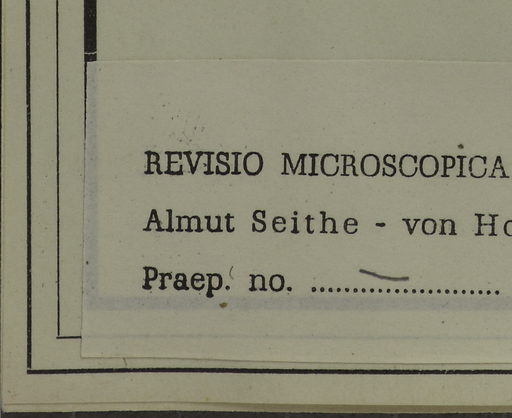 REVISIO MICROSCOPICA
Almut Seithe - von Ho
Praep. no. ........................